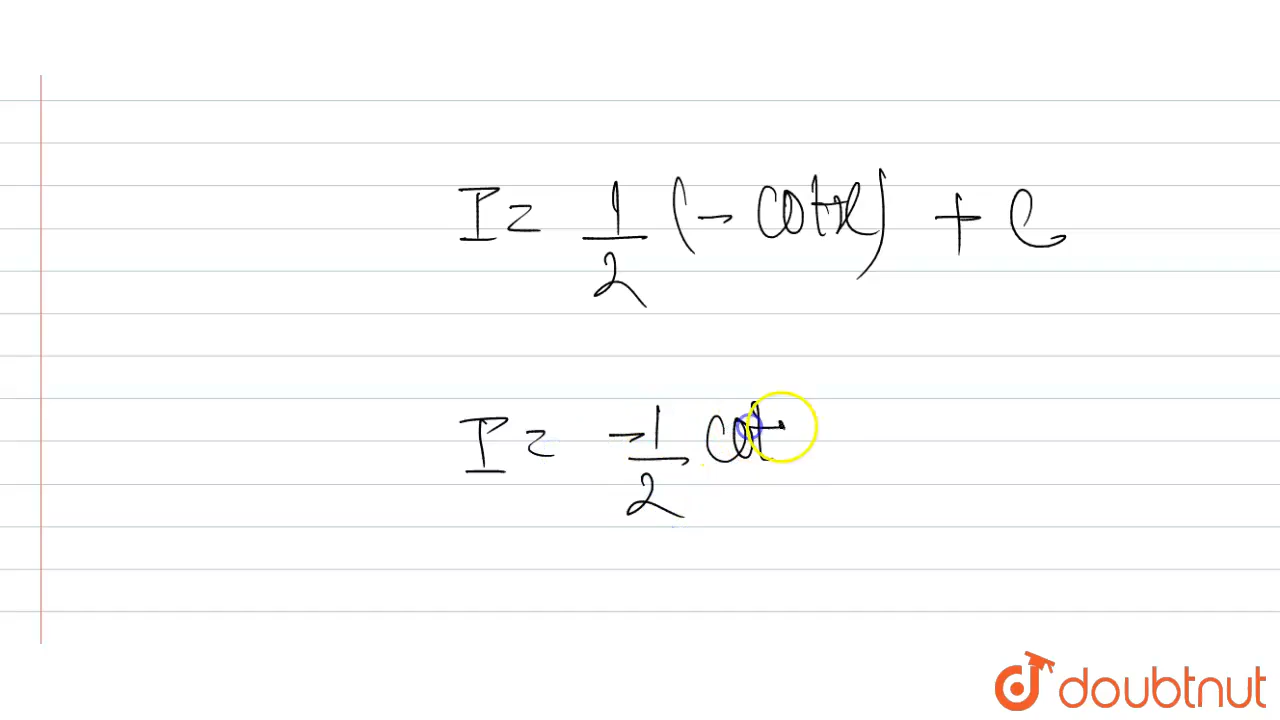 I = 1/2 (- cotx) + C
I = -1/2 cot
doubtnut